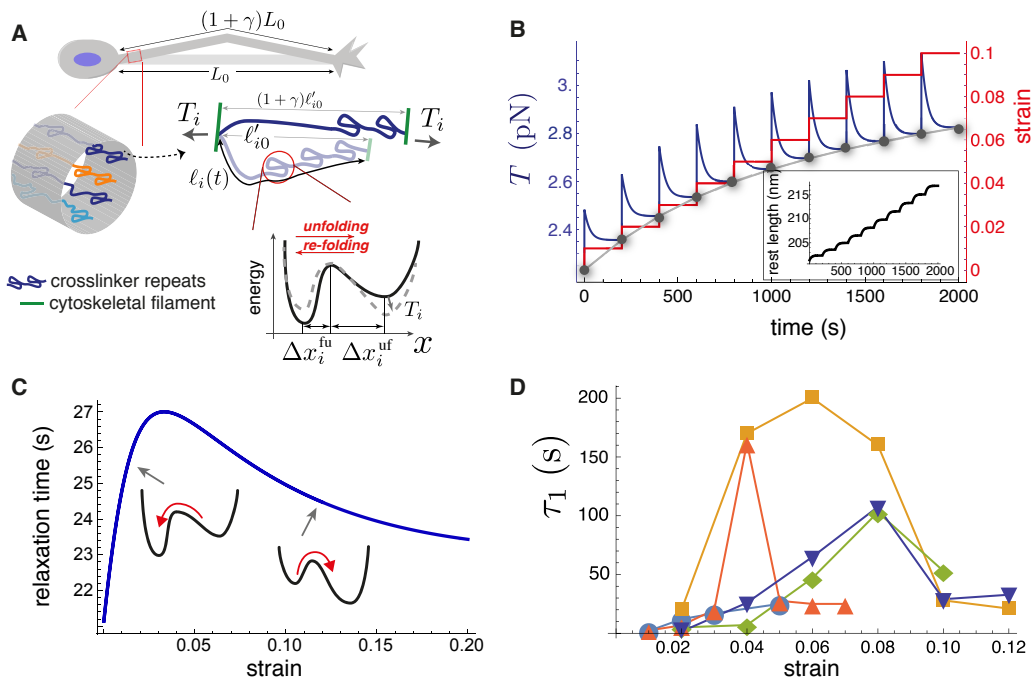 A
(1 + γ)L₀
L₀
Tᵢ
(1 + γ)ℓ′ᵢ₀
Tᵢ
ℓ′ᵢ₀
ℓᵢ(t)
unfolding
re-folding
crosslinker repeats
cytoskeletal filament
energy
Tᵢ
Δxᵢᶠᵘ
Δxᵢᵘᶠ
x
B
T (pN)
3.
2.8
2.6
2.4
0
500
1000
1500
2000
time (s)
0.1
0.08
0.06
0.04
0.02
0
strain
rest length (nm)
215
210
205
500 1000 1500 2000
C
relaxation time (s)
27
26
25
24
23
22
0.05
0.10
0.15
0.20
strain
D
τ₁ (s)
200
150
100
50
0.02
0.04
0.06
0.08
0.10
0.12
strain